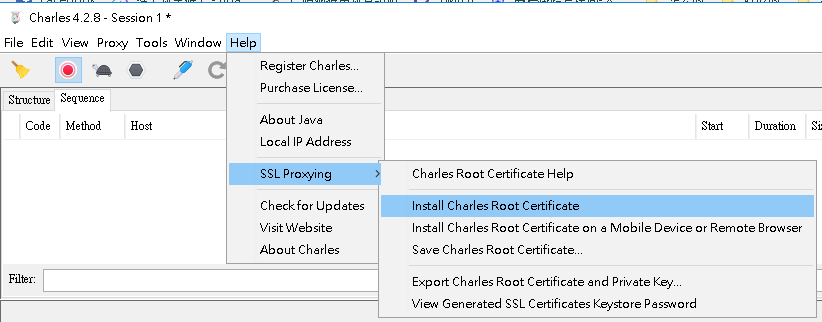 Charles 4.2.8 - Session 1 *
File Edit View Proxy Tools Window Help
Register Charles...
Purchase License...
Structure Sequence
About Java
Code Method Host Start Duration
Local IP Address
SSL Proxying
Charles Root Certificate Help
Check for Updates
Install Charles Root Certificate
Visit Website
Install Charles Root Certificate on a Mobile Device or Remote Browser
About Charles
Save Charles Root Certificate...
Filter:
Export Charles Root Certificate and Private Key...
View Generated SSL Certificates Keystore Password